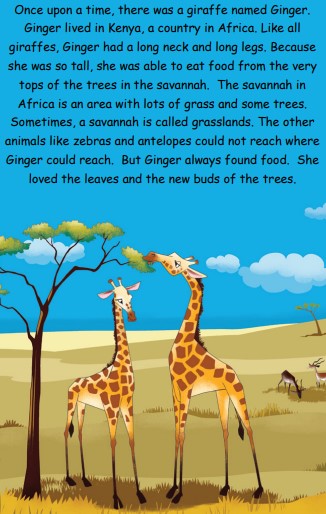 Once upon a time, there was a giraffe named Ginger.
Ginger lived in Kenya, a country in Africa. Like all
giraffes, Ginger had a long neck and long legs. Because
she was so tall, she was able to eat food from the very
tops of the trees in the savannah. The savannah in
Africa is an area with lots of grass and some trees.
Sometimes, a savannah is called grasslands. The other
animals like zebras and antelopes could not reach where
Ginger could reach. But Ginger always found food. She
loved the leaves and the new buds of the trees.